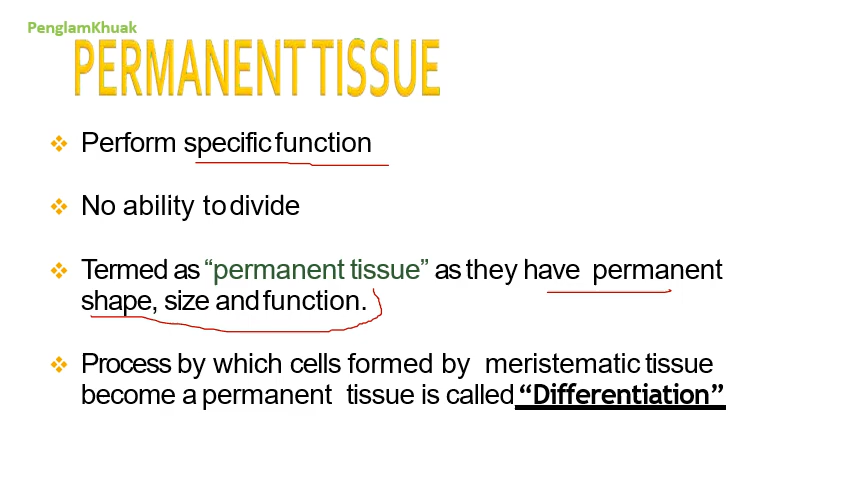 PenglamKhuak
PERMANENT TISSUE
❖ Perform specific function
❖ No ability to divide
❖ Termed as “permanent tissue” as they have permanent
shape, size and function.
❖ Process by which cells formed by meristematic tissue
become a permanent tissue is called “Differentiation”